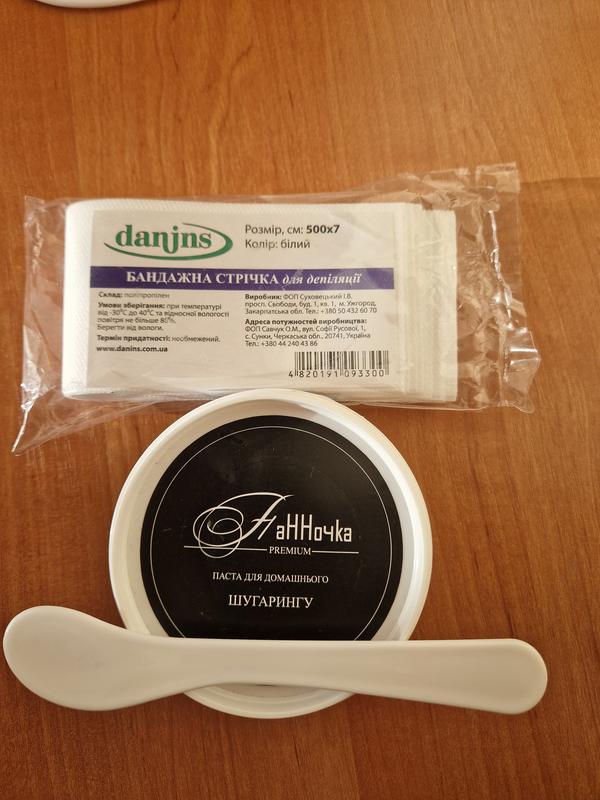 danins
Розмір, см: 500х7
Колір: білий
БАНДАЖНА СТРІЧКА для депіляції
Склад: поліпропілен
Умови зберігання: при температурі
від -30°С до 40°С та відносної вологості
повітря не більше 80%.
Берегти від вологи.
Термін придатності: необмежений.
www.danins.com.ua
Виробник: ФОП Суховецький І.В.
просп. Свободи, буд. 1, кв. 1, м. Ужгород,
Закарпатська обл. Тел.: +380 50 432 60 70
Адреса потужностей виробництва:
ФОП Савчук О.М., вул. Софії Русової, 1,
с. Сунки, Черкаська обл., 20741, Україна
Тел.: +380 44 240 43 86
4 820191 093300
Панночка
PREMIUM
ПАСТА ДЛЯ ДОМАШНЬОГО
ШУГАРИНГУ